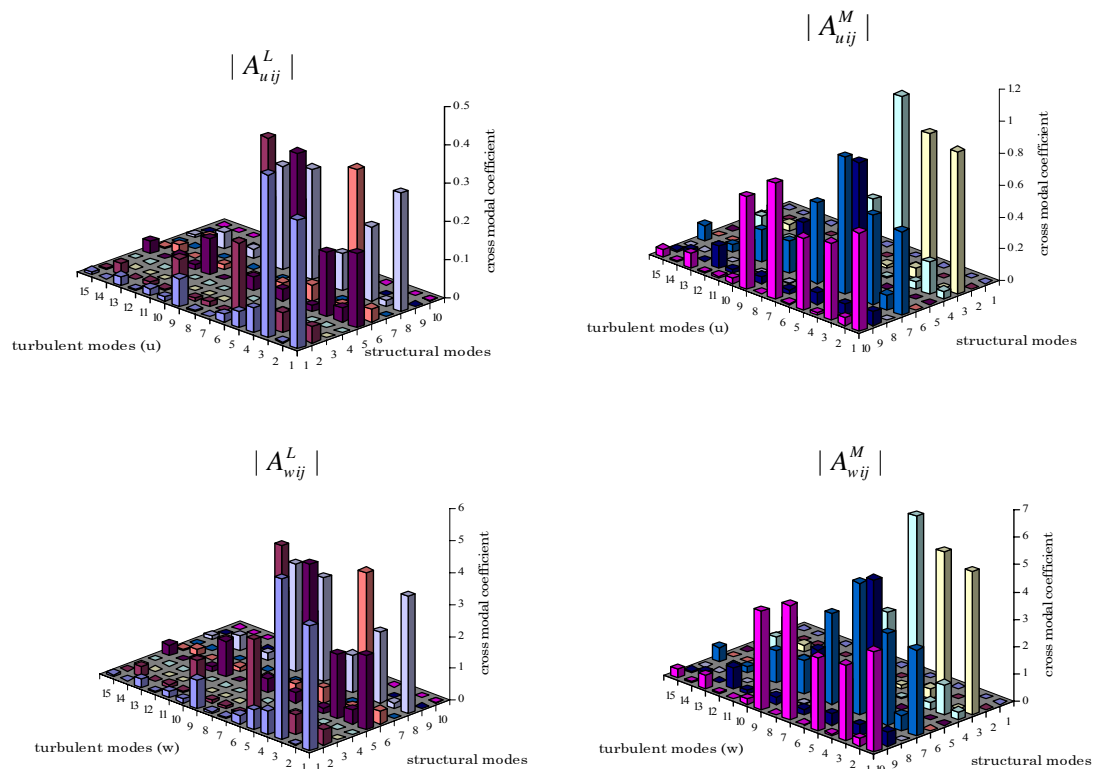 | A^L_{uij} |
0.5
0.4
0.3
0.2
0.1
0
cross modal coefficient
15 14 13 12 11 10 9 8 7 6 5 4 3 2 1
1 2 3 4 5 6 7 8 9 10
turbulent modes (u)
structural modes
| A^M_{uij} |
1.2
1
0.8
0.6
0.4
0.2
0
cross modal coefficient
15 14 13 12 11 10 9 8 7 6 5 4 3 2 1
10 9 8 7 6 5 4 3 2 1
turbulent modes (u)
structural modes
| A^L_{wij} |
6
5
4
3
2
1
0
cross modal coefficient
15 14 13 12 11 10 9 8 7 6 5 4 3 2 1
1 2 3 4 5 6 7 8 9 10
turbulent modes (w)
structural modes
| A^M_{wij} |
7
6
5
4
3
2
1
0
cross modal coefficient
15 14 13 12 11 10 9 8 7 6 5 4 3 2 1
10 9 8 7 6 5 4 3 2 1
turbulent modes (w)
structural modes